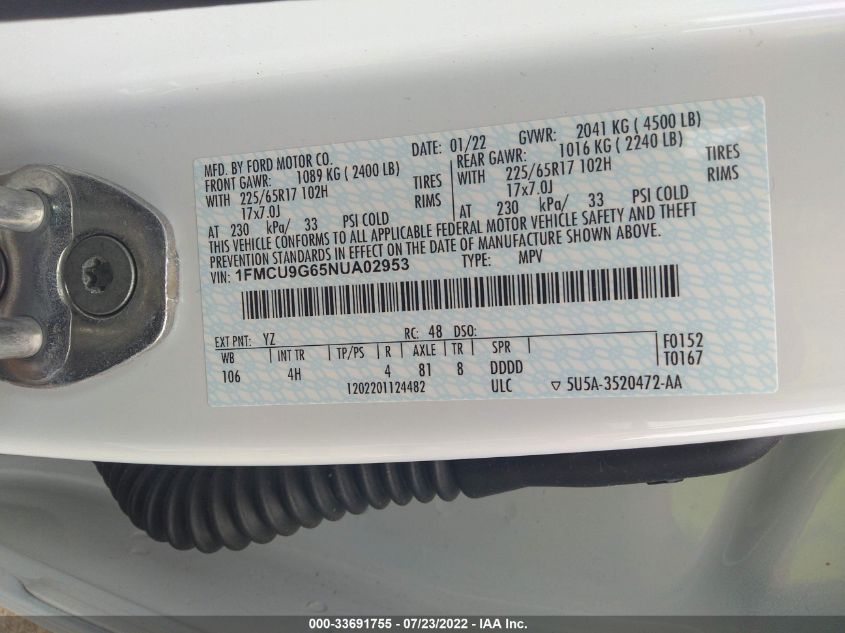 MFD. BY FORD MOTOR CO.
DATE: 01/22 GVWR: 2041 KG ( 4500 LB)
FRONT GAWR: 1089 KG ( 2400 LB)
REAR GAWR: 1016 KG ( 2240 LB)
WITH 225/65R17 102H TIRES
WITH 225/65R17 102H TIRES
17x7.0J RIMS
17x7.0J RIMS
AT 230 kPa/ 33 PSI COLD
AT 230 kPa/ 33 PSI COLD
THIS VEHICLE CONFORMS TO ALL APPLICABLE FEDERAL MOTOR VEHICLE SAFETY AND THEFT
PREVENTION STANDARDS IN EFFECT ON THE DATE OF MANUFACTURE SHOWN ABOVE.
VIN: 1FMCU9G65NUA02953 TYPE: MPV
EXT PNT: YZ RC: 48 DSO: F0152
WB INT TR TP/PS R AXLE TR SPR T0167
106 4H 4 81 8 DDDD
1202201124482 ULC ▽ 5U5A-3520472-AA
000-33691755 - 07/23/2022 - IAA Inc.